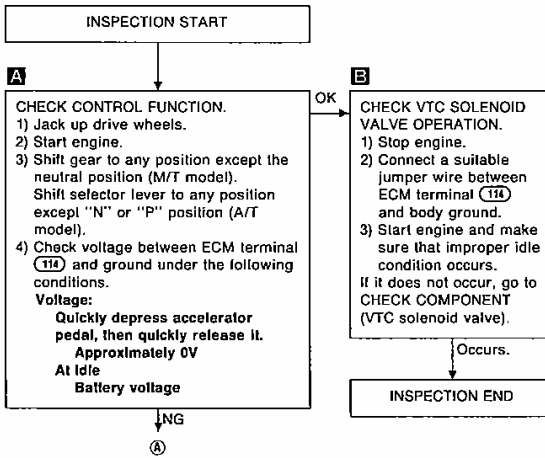 INSPECTION START
A
CHECK CONTROL FUNCTION.
1) Jack up drive wheels.
2) Start engine.
3) Shift gear to any position except the
neutral position (M/T model).
Shift selector lever to any position
except "N" or "P" position (A/T
model).
4) Check voltage between ECM terminal
114 and ground under the following
conditions.
Voltage:
Quickly depress accelerator
pedal, then quickly release it.
Approximately 0V
At idle
Battery voltage
NG
A
OK
B
CHECK VTC SOLENOID
VALVE OPERATION.
1) Stop engine.
2) Connect a suitable
jumper wire between
ECM terminal 114
and body ground.
3) Start engine and make
sure that improper idle
condition occurs.
If it does not occur, go to
CHECK COMPONENT
(VTC solenoid valve).
Occurs.
INSPECTION END